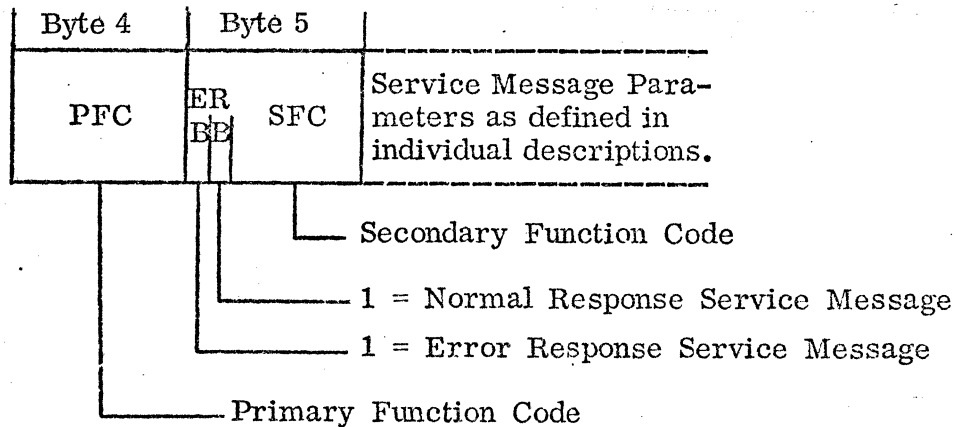 Byte 4 Byte 5
PFC
ER
BB
SFC
Service Message Para-
meters as defined in
individual descriptions.
Secondary Function Code
1 = Normal Response Service Message
1 = Error Response Service Message
Primary Function Code